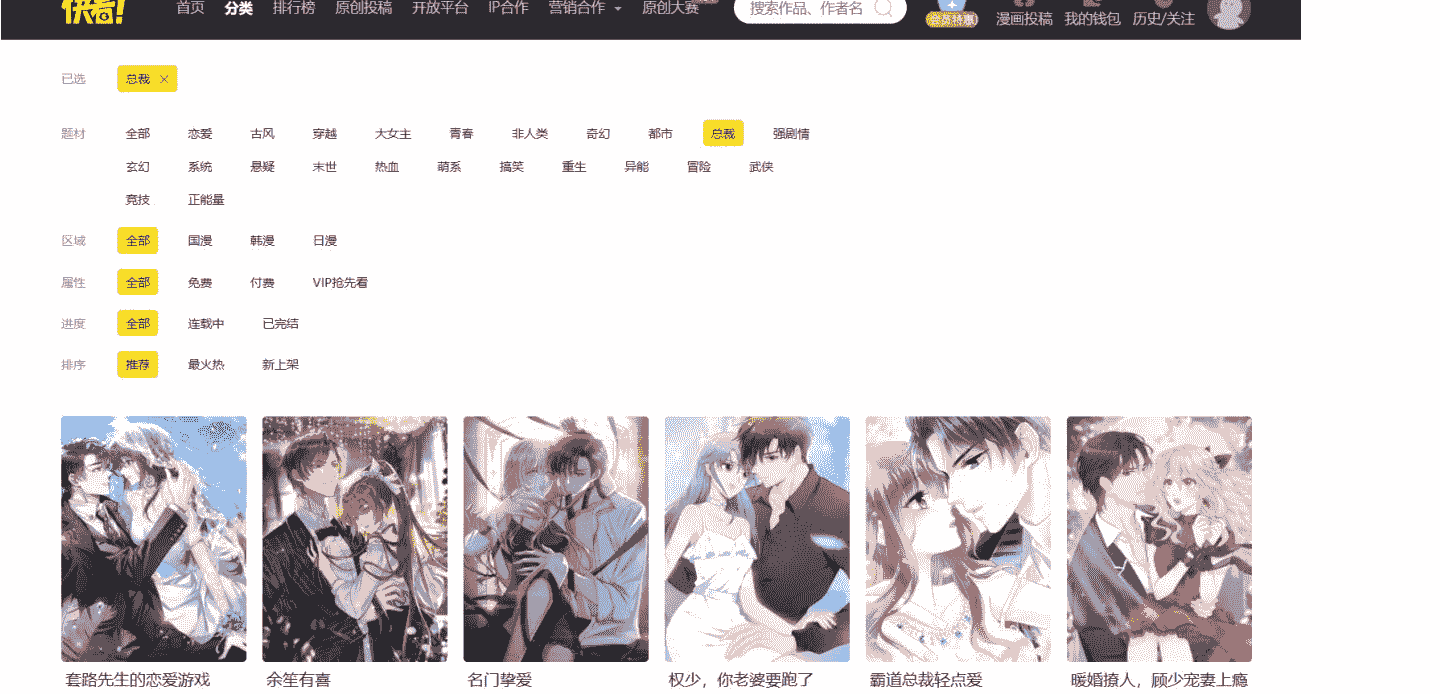 快看!
首页 分类 排行榜 原创投稿 开放平台 IP合作 营销合作 原创大赛 搜索作品、作者名 会员特惠 漫画投稿 我的钱包 历史/关注
已选 总裁 ×
题材 全部 恋爱 古风 穿越 大女主 青春 非人类 奇幻 都市 总裁 强剧情
玄幻 系统 悬疑 末世 热血 萌系 搞笑 重生 异能 冒险 武侠
竞技 正能量
区域 全部 国漫 韩漫 日漫
属性 全部 免费 付费 VIP抢先看
进度 全部 连载中 已完结
排序 推荐 最火热 新上架
套路先生的恋爱游戏 余笙有喜 名门挚爱 权少，你老婆要跑了 霸道总裁轻点爱 暖婚撩人，顾少宠妻上瘾